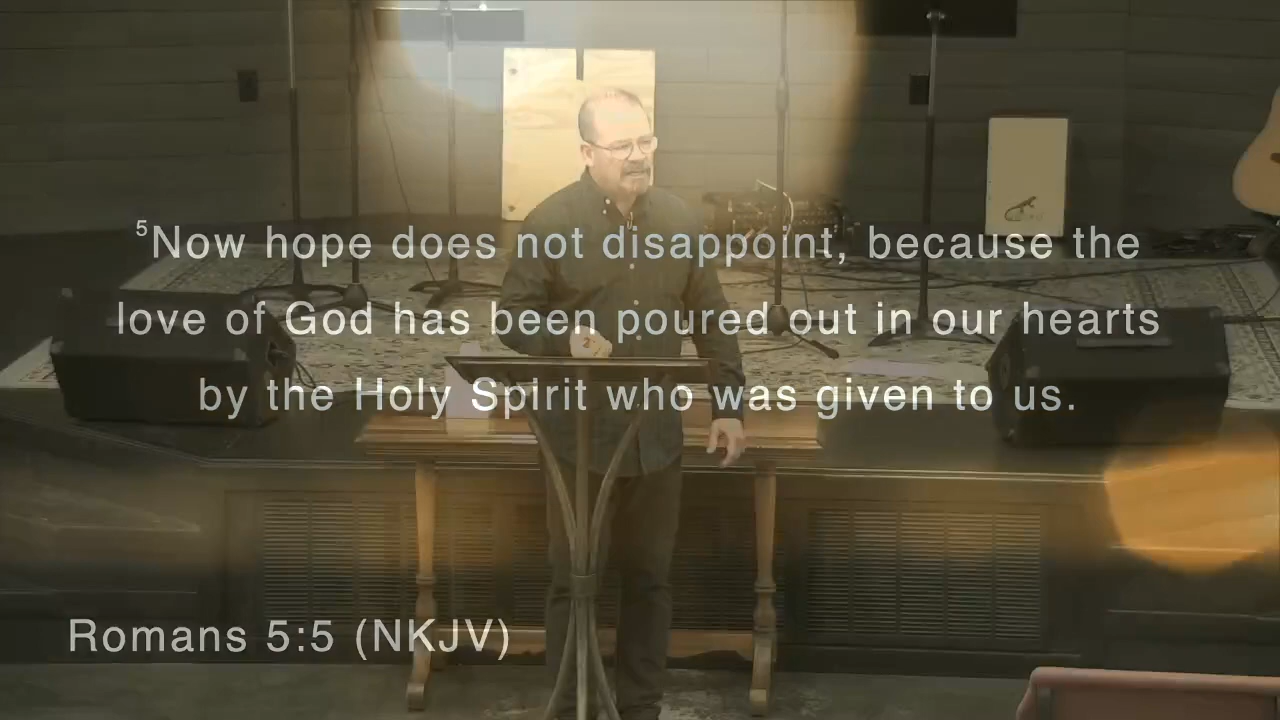 5Now hope does not disappoint, because the
love of God has been poured out in our hearts
by the Holy Spirit who was given to us.
Romans 5:5 (NKJV)